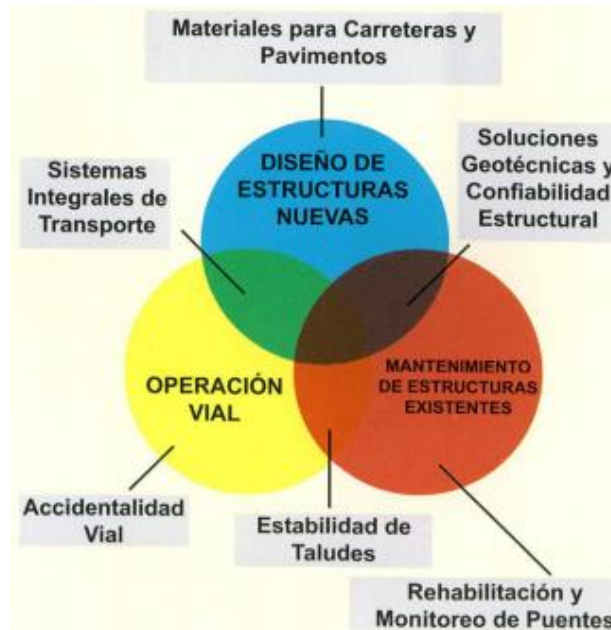 Materiales para Carreteras y
Pavimentos
Soluciones
Geotécnicas y
Confiabilidad
Estructural
Sistemas
Integrales de
Transporte
DISEÑO DE
ESTRUCTURAS
NUEVAS
OPERACIÓN
VIAL
MANTENIMIENTO
DE ESTRUCTURAS
EXISTENTES
Accidentalidad
Vial
Estabilidad de
Taludes
Rehabilitación y
Monitoreo de Puentes